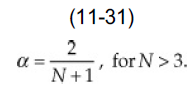 (11-31)
α = 2/(N+1), for N > 3.